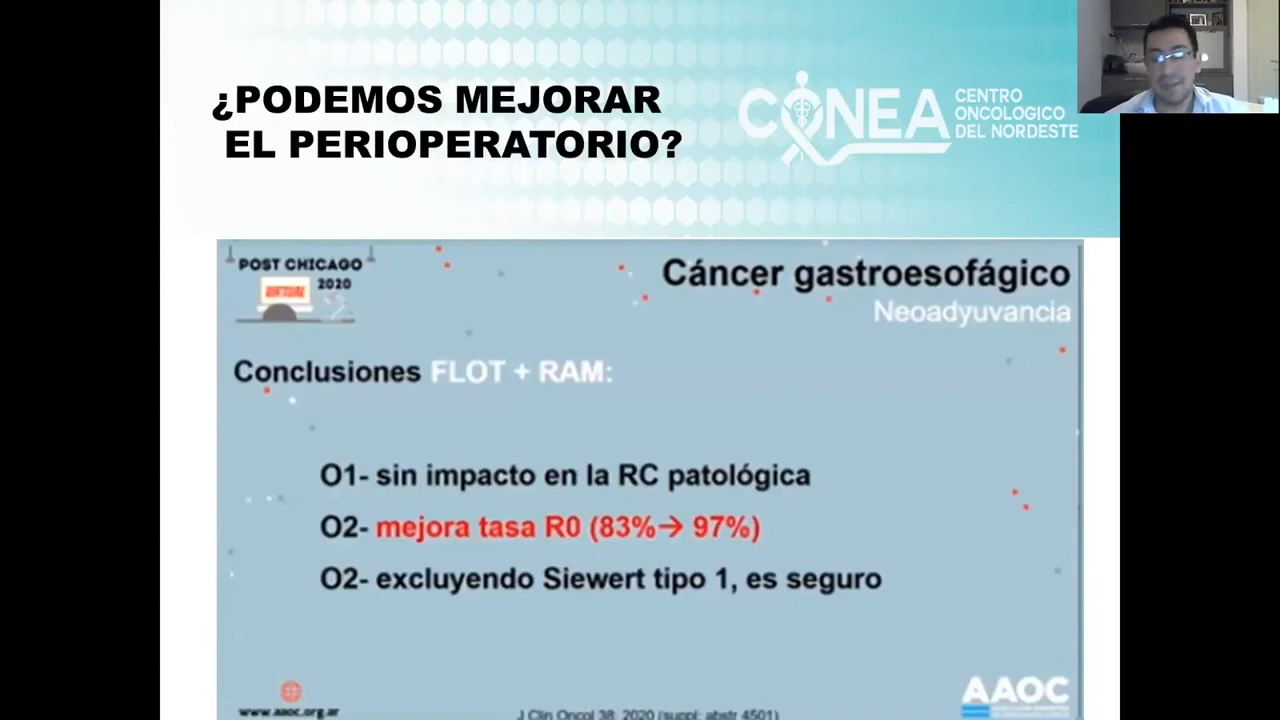 ¿PODEMOS MEJORAR
EL PERIOPERATORIO?
CONEA
CENTRO
ONCOLOGICO
DEL NORDESTE
POST CHICAGO
2020
VIRTUAL
Cáncer gastroesofágico
Neoadyuvancia
Conclusiones FLOT + RAM:
O1- sin impacto en la RC patológica
O2- mejora tasa R0 (83%→ 97%)
O2- excluyendo Siewert tipo 1, es seguro
www.aaoc.org.ar
J Clin Oncol 38: 2020 (suppl; abstr 4501)
AAOC